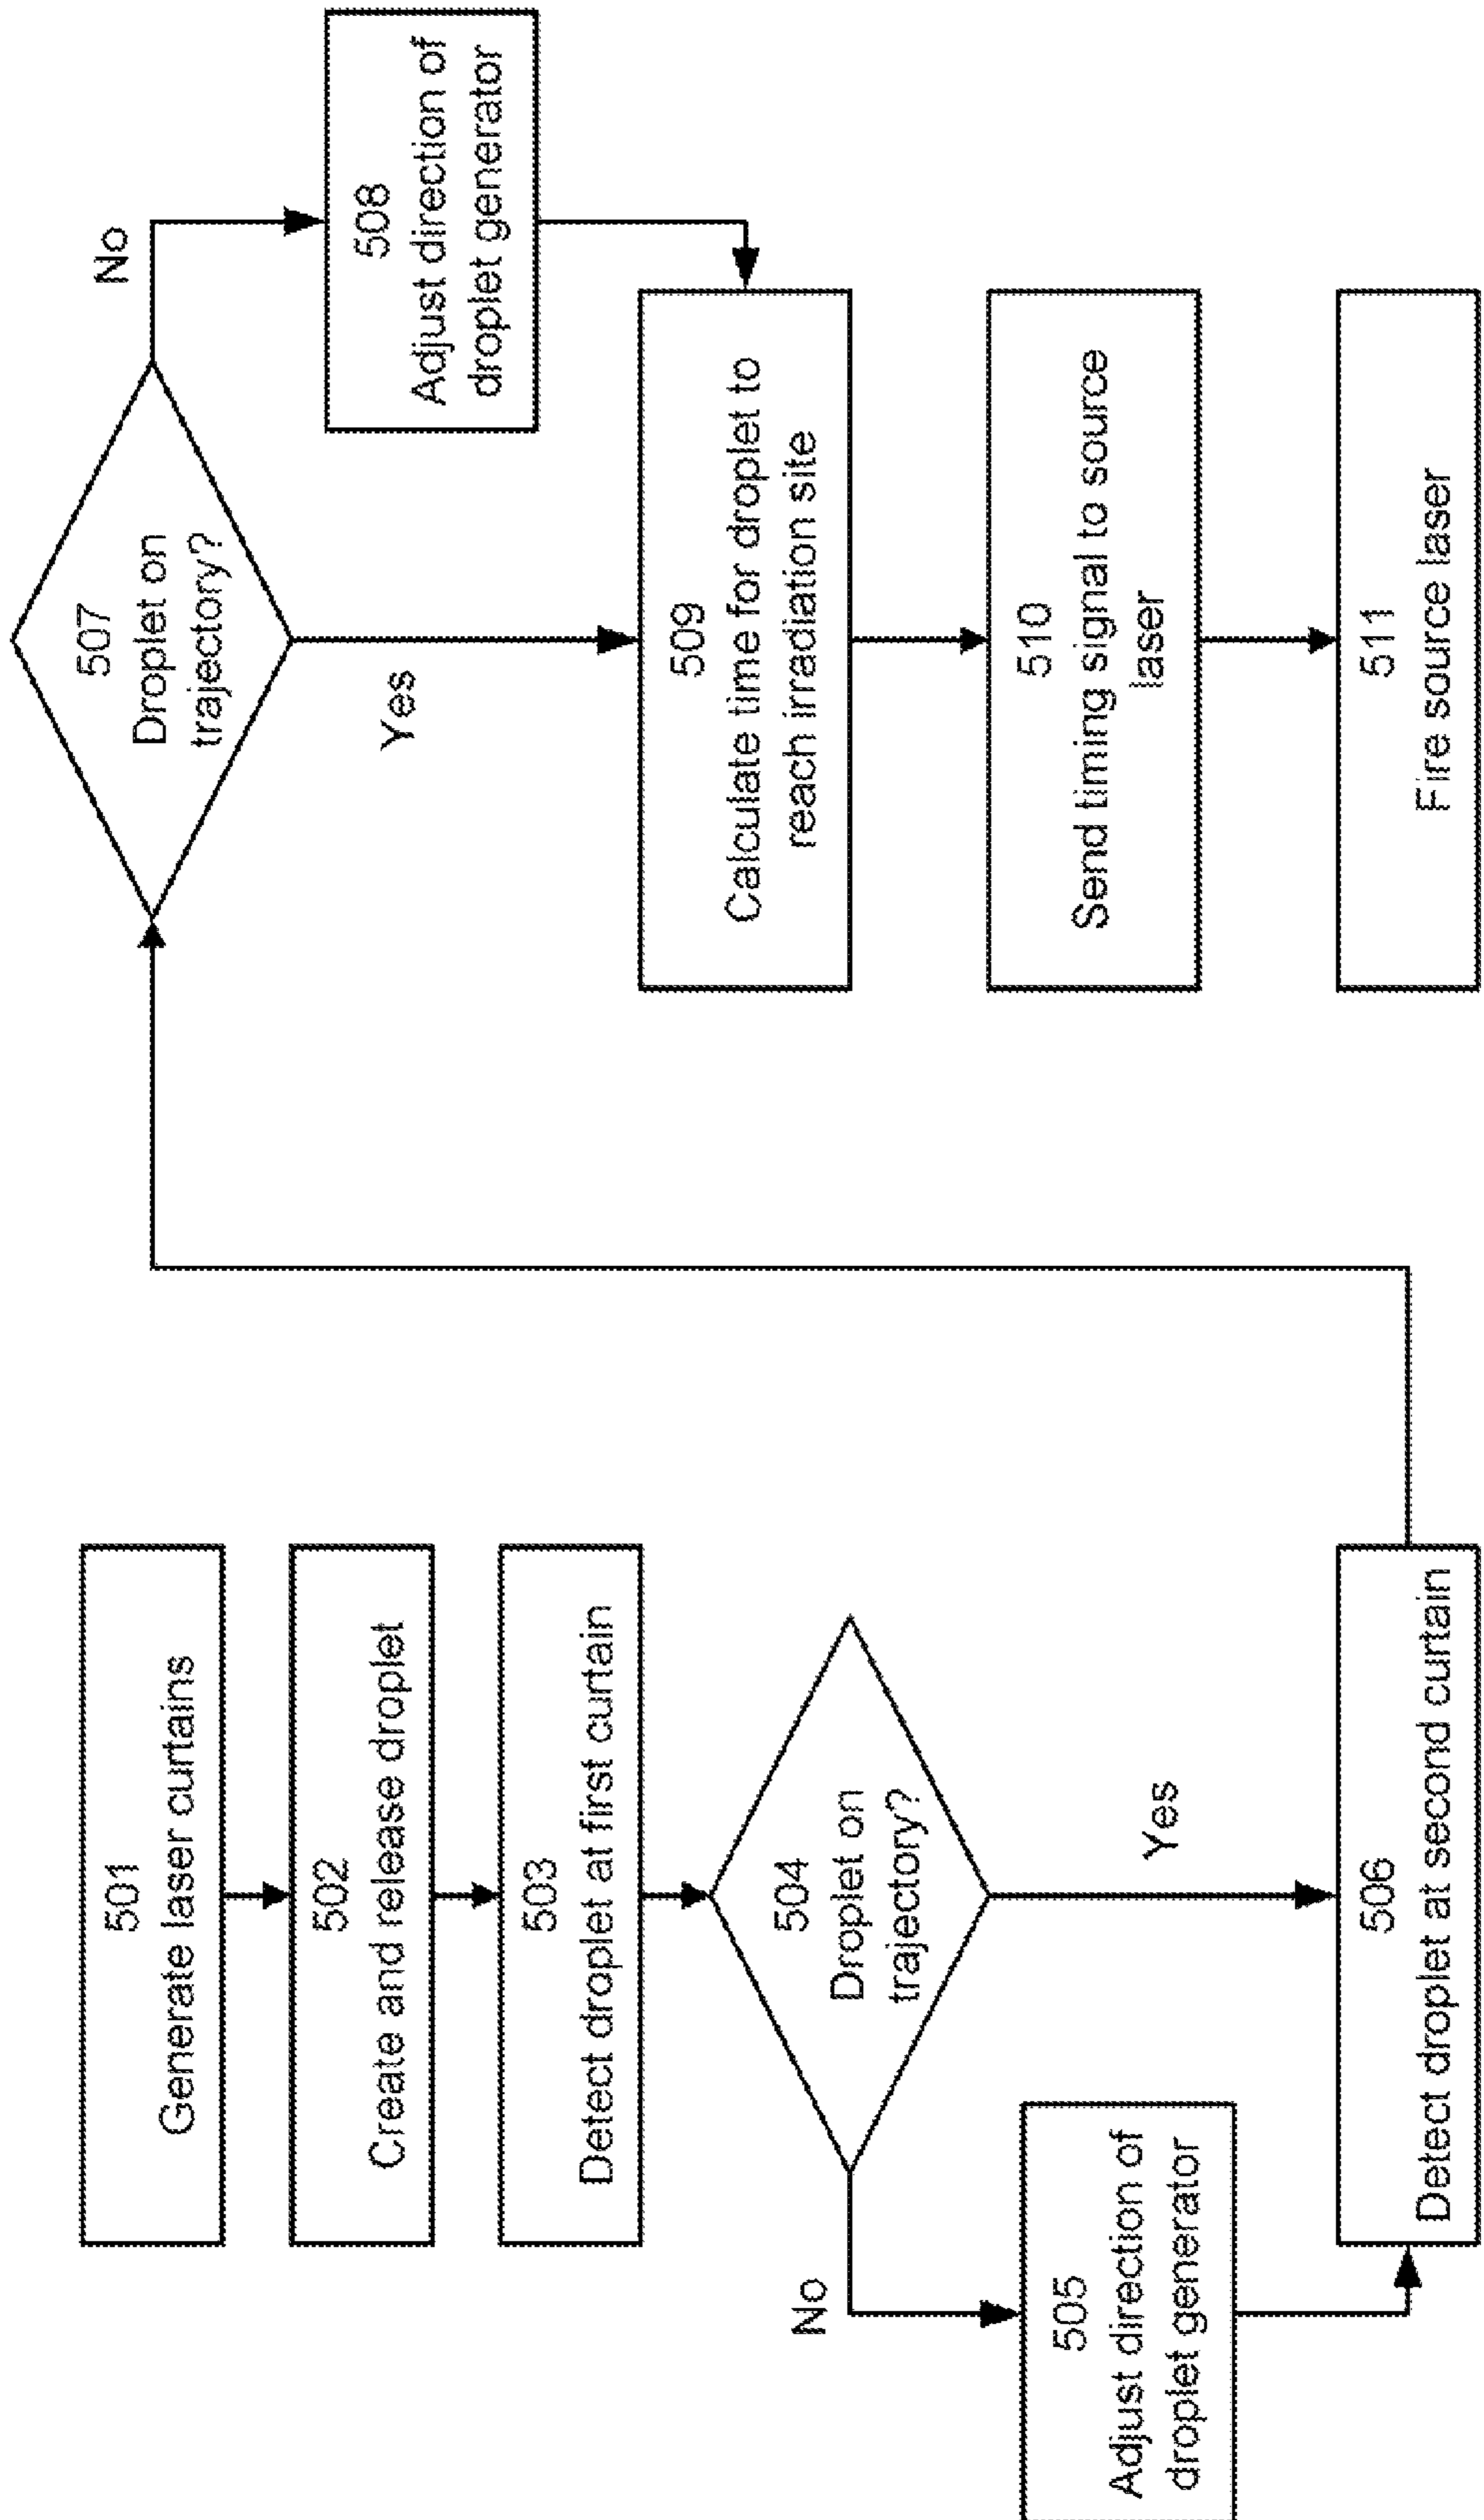 501
Generate laser curtains
502
Create and release droplet
503
Detect droplet at first curtain
504
Droplet on
trajectory?
No
505
Adjust direction of
droplet generator
Yes
506
Detect droplet at second curtain
507
Droplet on
trajectory?
No
508
Adjust direction of
droplet generator
Yes
509
Calculate time for droplet to
reach irradiation site
510
Send timing signal to source
laser
511
Fire source laser